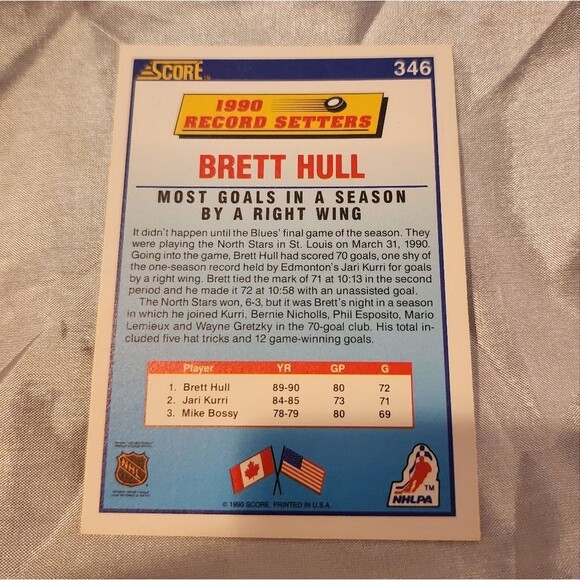 SCORE 346
1990
RECORD SETTERS
BRETT HULL
MOST GOALS IN A SEASON
BY A RIGHT WING
It didn't happen until the Blues' final game of the season. They
were playing the North Stars in St. Louis on March 31, 1990.
Going into the game, Brett Hull had scored 70 goals, one shy of
the one-season record held by Edmonton's Jari Kurri for goals
by a right wing. Brett tied the mark of 71 at 10:13 in the second
period and he made it 72 at 10:58 with an unassisted goal.
The North Stars won, 6-3, but it was Brett's night in a season
in which he joined Kurri, Bernie Nicholls, Phil Esposito, Mario
Lemieux and Wayne Gretzky in the 70-goal club. His total in-
cluded five hat tricks and 12 game-winning goals.
Player YR GP G
1. Brett Hull 89-90 80 72
2. Jari Kurri 84-85 73 71
3. Mike Bossy 78-79 80 69
NHL
TM
NHLPA
© 1990 SCORE, PRINTED IN U.S.A.